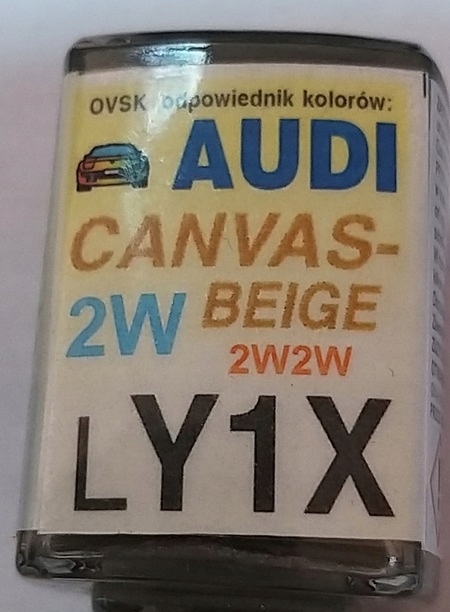 OVSK odpowiednik kolorów:
AUDI
CANVAS-
2W BEIGE
2W2W
LY1X